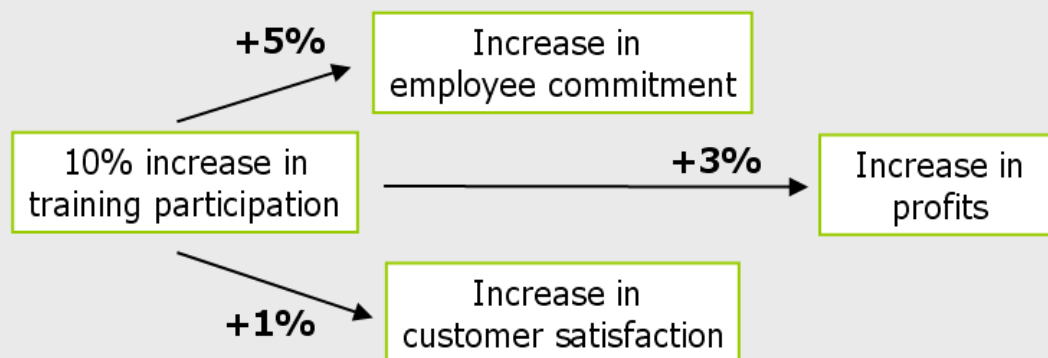 +5%
Increase in
employee commitment
10% increase in
training participation
+3%
Increase in
profits
+1%
Increase in
customer satisfaction